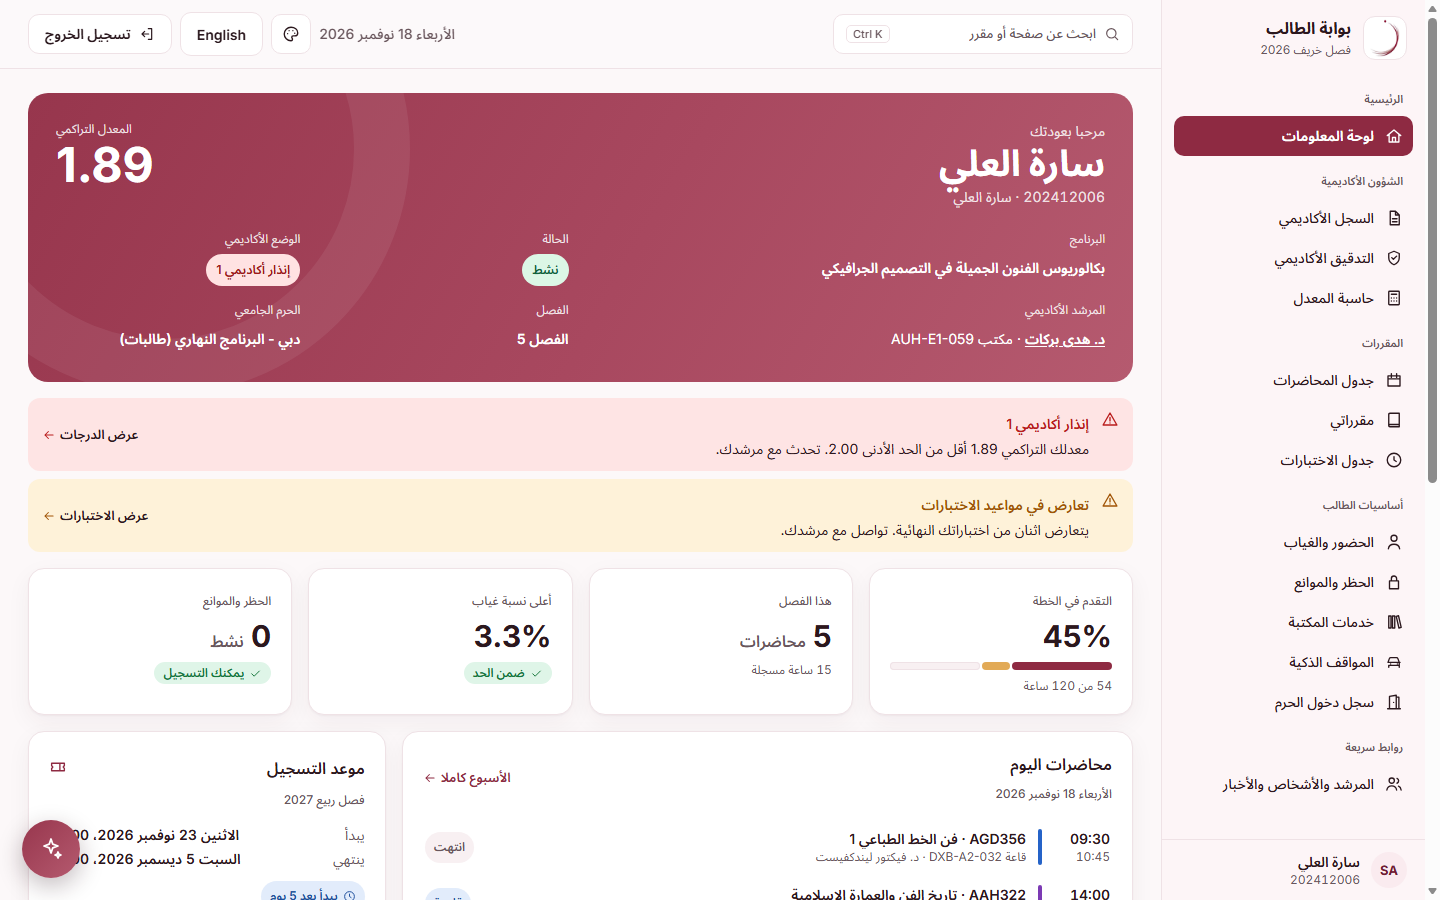 بوابة الطالب
فصل خريف 2026
الرئيسية
لوحة المعلومات
الشؤون الأكاديمية
السجل الأكاديمي
التدقيق الأكاديمي
حاسبة المعدل
المقررات
جدول المحاضرات
مقرراتي
جدول الاختبارات
أساسيات الطالب
الحضور والغياب
الحظر والموانع
خدمات المكتبة
المواقف الذكية
سجل دخول الحرم
روابط سريعة
المرشد والأشخاص والأخبار
SA
سارة العلي
202412006
ابحث عن صفحة أو مقرر
Ctrl K
الأربعاء 18 نوفمبر 2026
English
تسجيل الخروج
مرحبا بعودتك
سارة العلي
202412006 · سارة العلي
المعدل التراكمي
1.89
البرنامج
بكالوريوس الفنون الجميلة في التصميم الجرافيكي
الحالة
نشط
الوضع الأكاديمي
إنذار أكاديمي 1
المرشد الأكاديمي
د. هدى بركات · مكتب AUH-E1-059
الفصل
الفصل 5
الحرم الجامعي
دبي - البرنامج النهاري (طالبات)
إنذار أكاديمي 1
معدلك التراكمي 1.89 أقل من الحد الأدنى 2.00. تحدث مع مرشدك.
عرض الدرجات ←
تعارض في مواعيد الاختبارات
يتعارض اثنان من اختباراتك النهائية. تواصل مع مرشدك.
عرض الاختبارات ←
التقدم في الخطة
45%
54 من 120 ساعة
هذا الفصل
5 محاضرات
15 ساعة مسجلة
أعلى نسبة غياب
3.3%
ضمن الحد
الحظر والموانع
0 نشط
يمكنك التسجيل
محاضرات اليوم
الأربعاء 18 نوفمبر 2026
الأسبوع كاملا ←
09:30
10:45
AGD356 · فن الخط الطباعي 1
قاعة DXB-A2-032 · د. فيكتور ليندكفيست
انتهت
14:00
AAH322 · تاريخ الفن والعمارة الإسلامية
موعد التسجيل
فصل ربيع 2027
يبدأ
الاثنين 23 نوفمبر 2026،
ينتهي
السبت 5 ديسمبر 2026،
يبدأ بعد 5 يوم